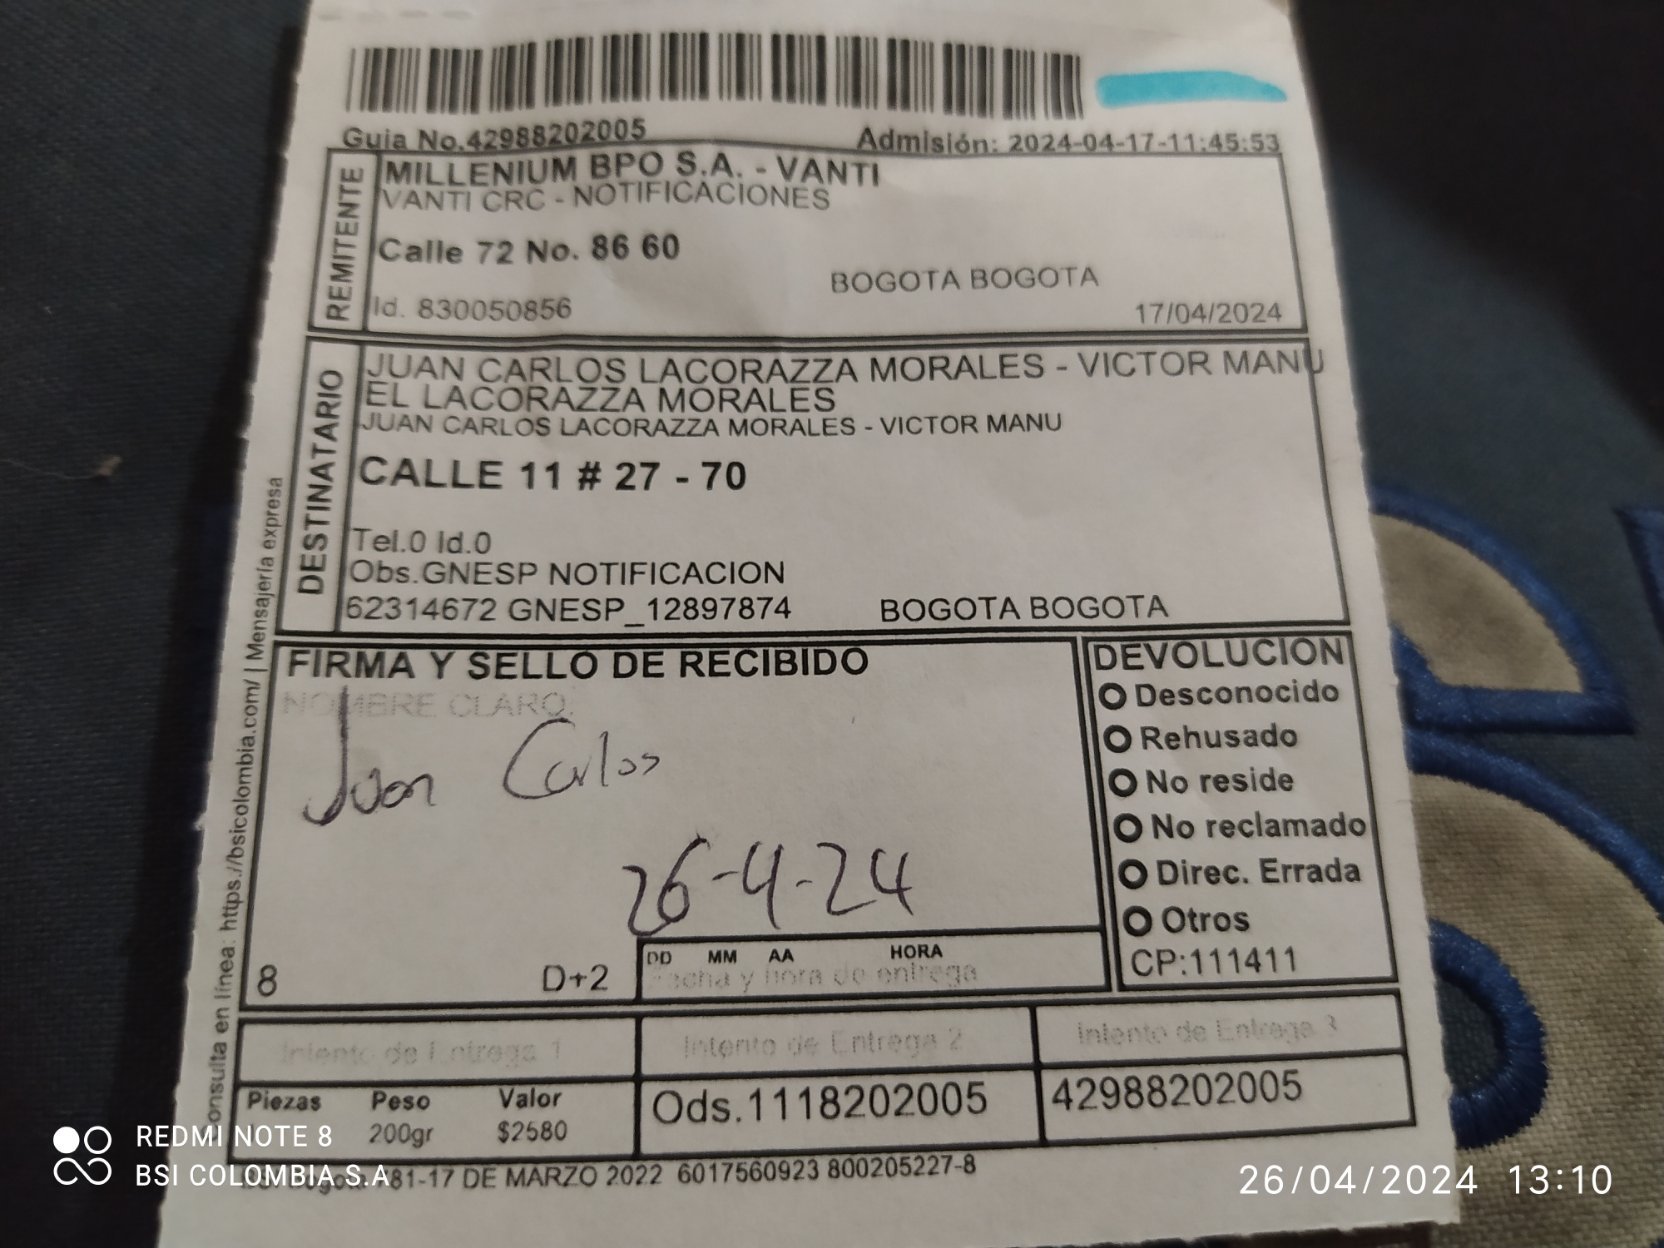 Guia No.42988202005
Admisión: 2024-04-17-11:45:53
REMITENTE
MILLENIUM BPO S.A. - VANTI
VANTI CRC - NOTIFICACIONES
Calle 72 No. 86 60
BOGOTA BOGOTA
Id. 830050856
17/04/2024
DESTINATARIO
JUAN CARLOS LACORAZZA MORALES - VICTOR MANU
EL LACORAZZA MORALES
JUAN CARLOS LACORAZZA MORALES - VICTOR MANU
CALLE 11 # 27 - 70
Tel.0 Id.0
Obs.GNESP NOTIFICACION
62314672 GNESP_12897874
BOGOTA BOGOTA
FIRMA Y SELLO DE RECIBIDO
NOMBRE CLARO,
Juan Carlos
26-4-24
8
D+2
DD MM AA HORA
Fecha y hora de entrega
DEVOLUCION
Desconocido
Rehusado
No reside
No reclamado
Direc. Errada
Otros
CP:111411
Intento de Entrega 1
Intento de Entrega 2
Intento de Entrega 3
Piezas Peso Valor
200gr $2580
Ods.1118202005
42988202005
81-17 DE MARZO 2022 6017560923 800205227-8
Consulta en linea: https://bsicolombia.com/ | Mensajería expresa
REDMI NOTE 8
BSI COLOMBIA S.A
26/04/2024 13:10